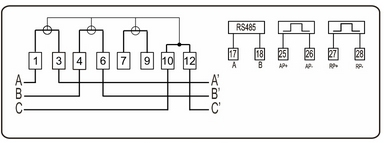 RS485
1 3 4 6 7 9 10 12
17 18 25 26 27 28
A B AP+ AP- RP+ RP-
A A'
B B'
C C'